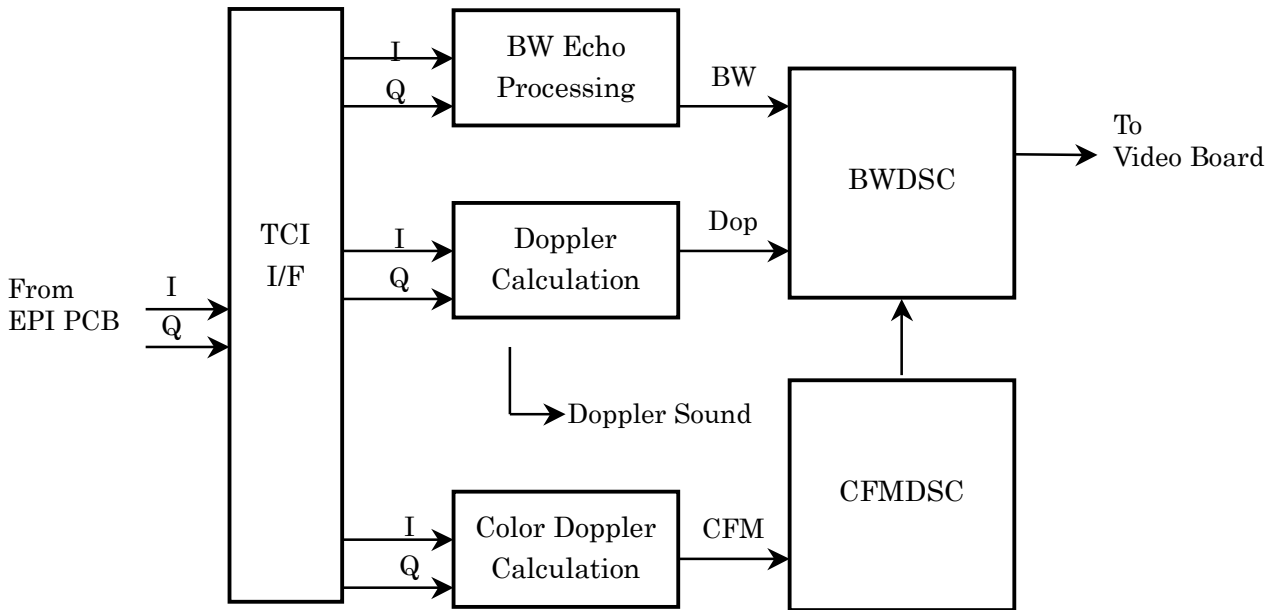 From
EPI PCB
I
Q
TCI
I/F
I
Q
BW Echo
Processing
BW
I
Q
Doppler
Calculation
Dop
Doppler Sound
I
Q
Color Doppler
Calculation
CFM
BWDSC
CFMDSC
To
Video Board